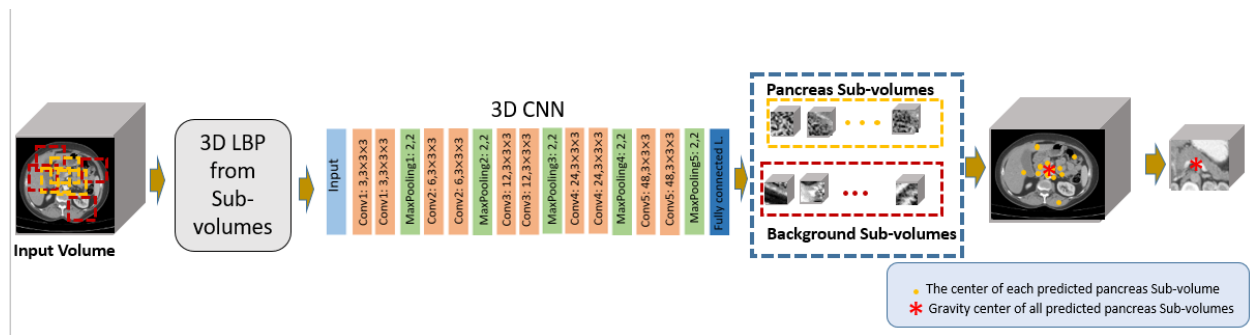 Input Volume
3D LBP
from
Sub-
volumes
3D CNN
Input
Conv1: 3,3×3×3
Conv1: 3,3×3×3
MaxPooling1: 2,2
Conv2: 6,3×3×3
Conv2: 6,3×3×3
MaxPooling2: 2,2
Conv3: 12,3×3×3
Conv3: 12,3×3×3
MaxPooling3: 2,2
Conv4: 24,3×3×3
Conv4: 24,3×3×3
MaxPooling4: 2,2
Conv5: 48,3×3×3
Conv5: 48,3×3×3
MaxPooling5: 2,2
Fully connected L.
Pancreas Sub-volumes
Background Sub-volumes
The center of each predicted pancreas Sub-volume
Gravity center of all predicted pancreas Sub-volumes